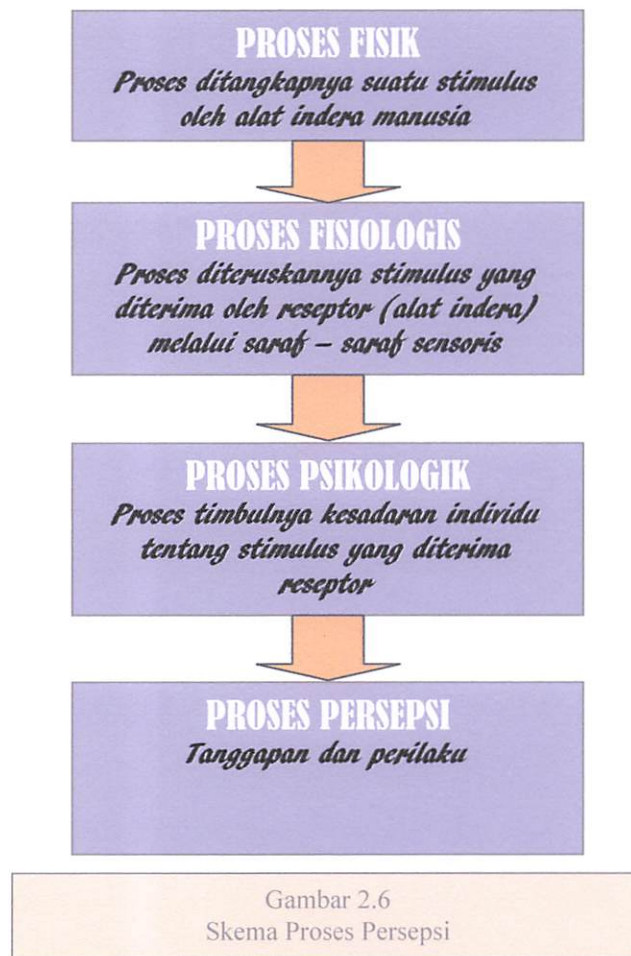 PROSES FISIK
Proses ditangkapnya suatu stimulus
oleh alat indera manusia
PROSES FISIOLOGIS
Proses diteruskannya stimulus yang
diterima oleh reseptor (alat indera)
melalui saraf – saraf sensoris
PROSES PSIKOLOGIK
Proses timbulnya kesadaran individu
tentang stimulus yang diterima
reseptor
PROSES PERSEPSI
Tanggapan dan perilaku
Gambar 2.6
Skema Proses Persepsi